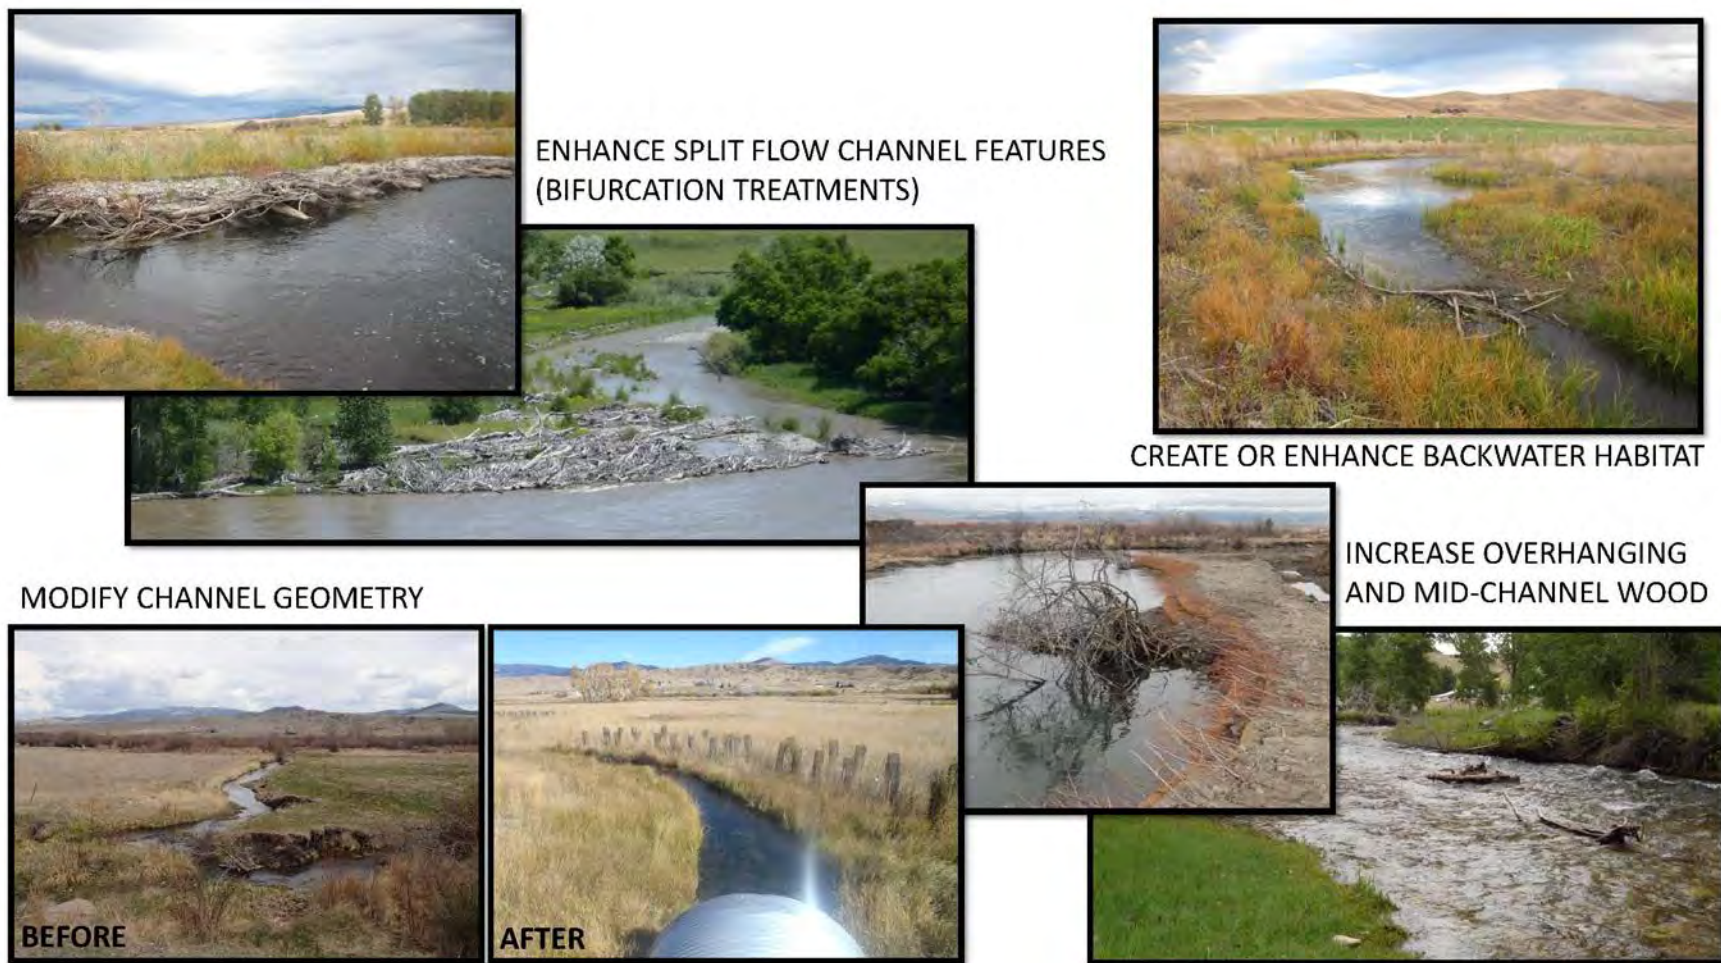 ENHANCE SPLIT FLOW CHANNEL FEATURES
(BIFURCATION TREATMENTS)
CREATE OR ENHANCE BACKWATER HABITAT
INCREASE OVERHANGING
AND MID-CHANNEL WOOD
MODIFY CHANNEL GEOMETRY
BEFORE
AFTER